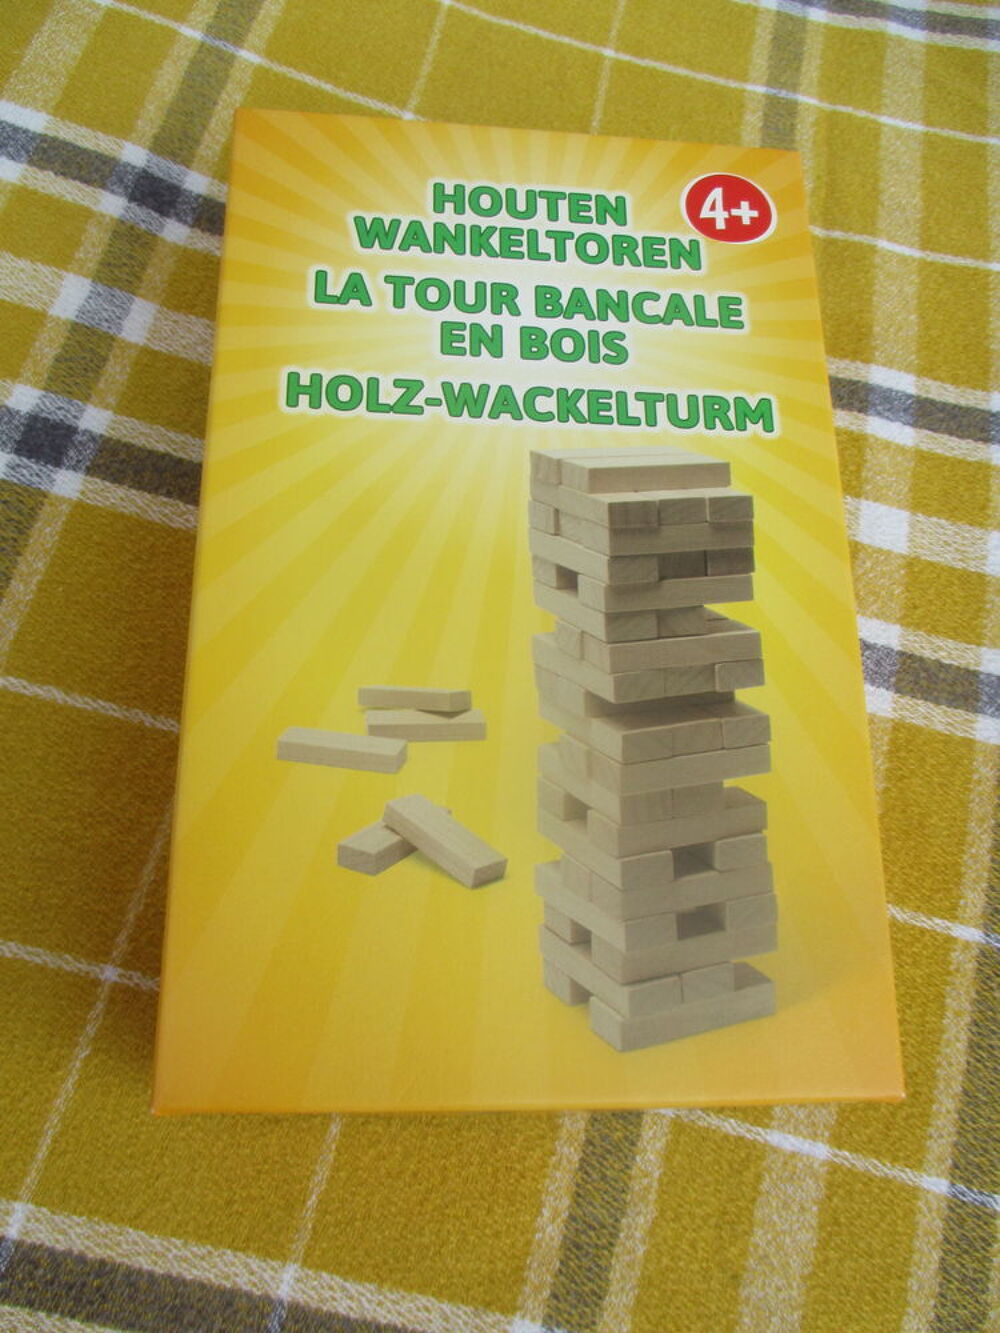 HOUTEN
4+
WANKELTOREN
LA TOUR BANCALE
EN BOIS
HOLZ-WACKELTURM